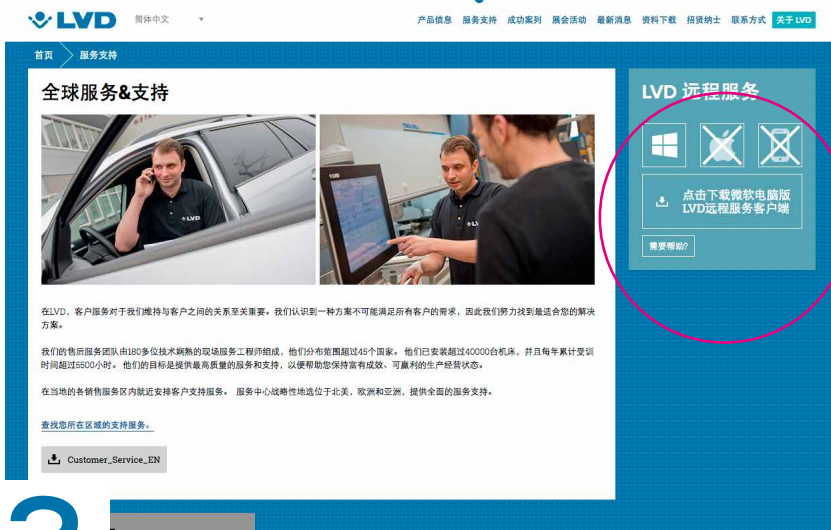 LVD 简体中文
产品信息 服务支持 成功案列 展会活动 最新消息 资料下载 招贤纳士 联系方式 关于 LVD
首页 服务支持
全球服务&支持
LVD
在LVD，客户服务对于我们维持与客户之间的关系至关重要。我们认识到一种方案不可能满足所有客户的需求，因此我们努力找到最适合您的解决
方案。
我们的售后服务团队由180多位技术娴熟的现场服务工程师组成，他们分布范围超过45个国家。 他们已安装超过40000台机床，并且每年累计受训
时间超过5500小时。 他们的目标是提供最高质量的服务和支持，以便帮助您保持富有成效、可赢利的生产经营状态。
在当地的各销售服务区内就近安排客户支持服务。 服务中心战略性地选位于北美，欧洲和亚洲，提供全面的服务支持。
查找您所在区域的支持服务。
Customer_Service_EN
LVD 远程服务
点击下载微软电脑版
LVD远程服务客户端
需要帮助?